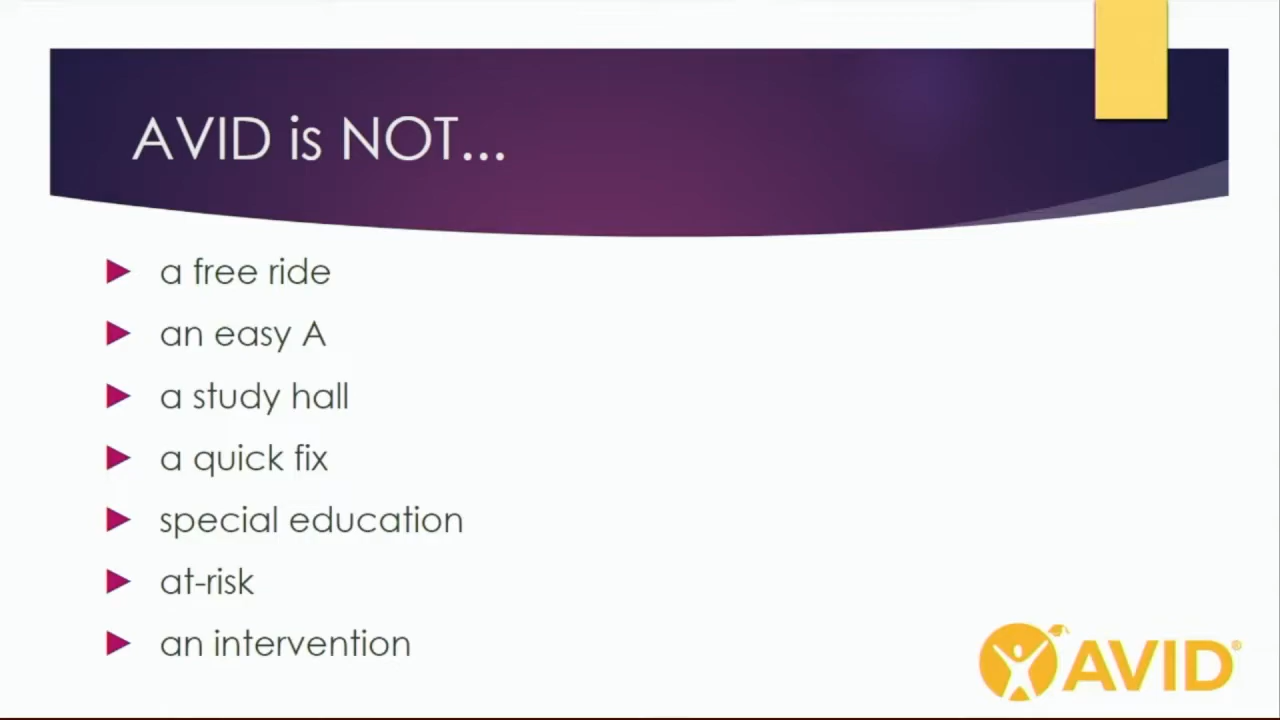 AVID is NOT...
a free ride
an easy A
a study hall
a quick fix
special education
at-risk
an intervention
AVID®